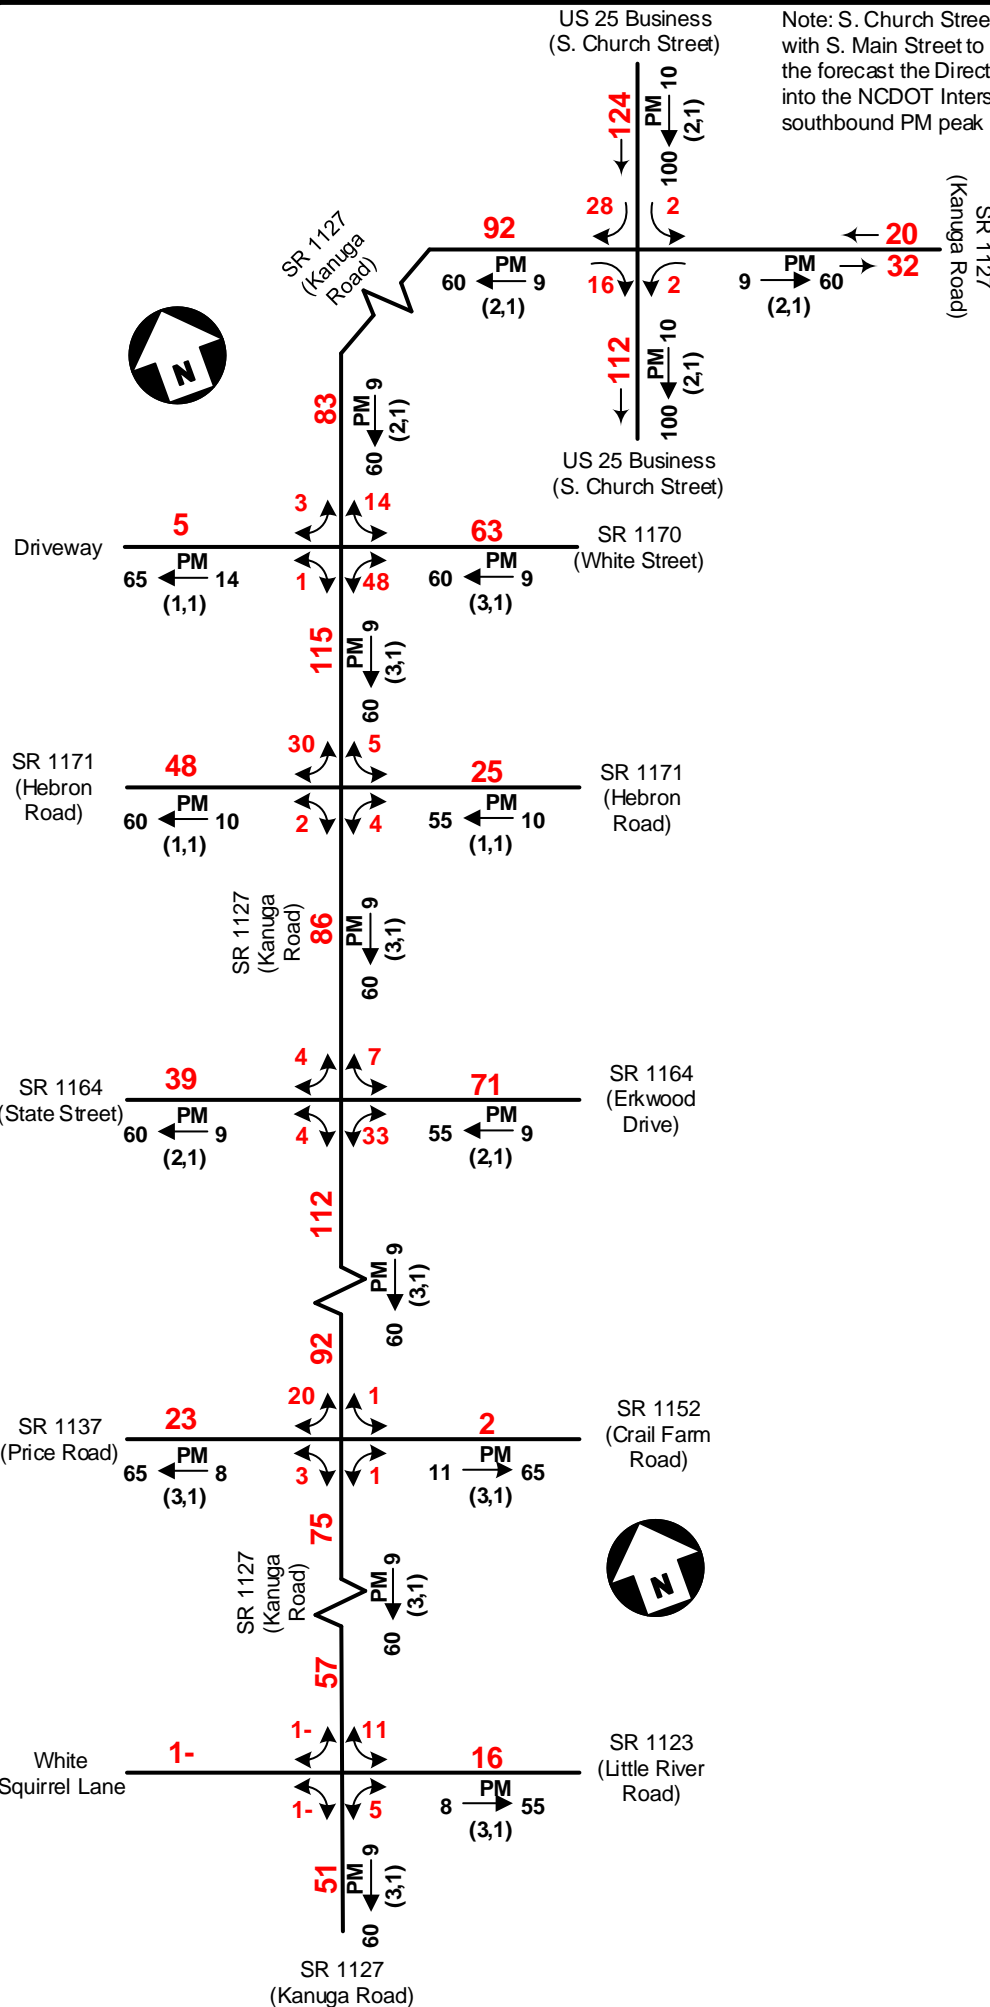 US 25 Business
(S. Church Street)
Note: S. Church Stree
with S. Main Street to
the forecast the Direct
into the NCDOT Inters
southbound PM peak
124
PM
10
100
(2,1)
28
2
SR 1127
(Kanuga
Road)
92
PM
60
9
(2,1)
16
2
20
32
PM
9
60
(2,1)
SR 1127
(Kanuga Road)
112
PM
10
100
(2,1)
US 25 Business
(S. Church Street)
N
83
PM
9
60
(2,1)
3
14
Driveway
5
PM
65
14
(1,1)
63
PM
60
9
(3,1)
SR 1170
(White Street)
1
48
115
PM
9
60
(3,1)
30
5
SR 1171
(Hebron
Road)
48
PM
60
10
(1,1)
25
PM
55
10
(1,1)
SR 1171
(Hebron
Road)
2
4
SR 1127
(Kanuga
Road)
86
PM
9
60
(3,1)
4
7
SR 1164
(State Street)
39
PM
60
9
(2,1)
71
PM
55
9
(2,1)
SR 1164
(Erkwood
Drive)
4
33
112
PM
9
60
(3,1)
92
20
1
SR 1137
(Price Road)
23
PM
65
8
(3,1)
2
PM
11
65
(3,1)
SR 1152
(Crail Farm
Road)
3
1
75
SR 1127
(Kanuga
Road)
PM
9
60
(3,1)
N
57
1-
11
White
Squirrel Lane
1-
16
PM
8
55
(3,1)
SR 1123
(Little River
Road)
1-
5
51
PM
9
60
(3,1)
SR 1127
(Kanuga Road)